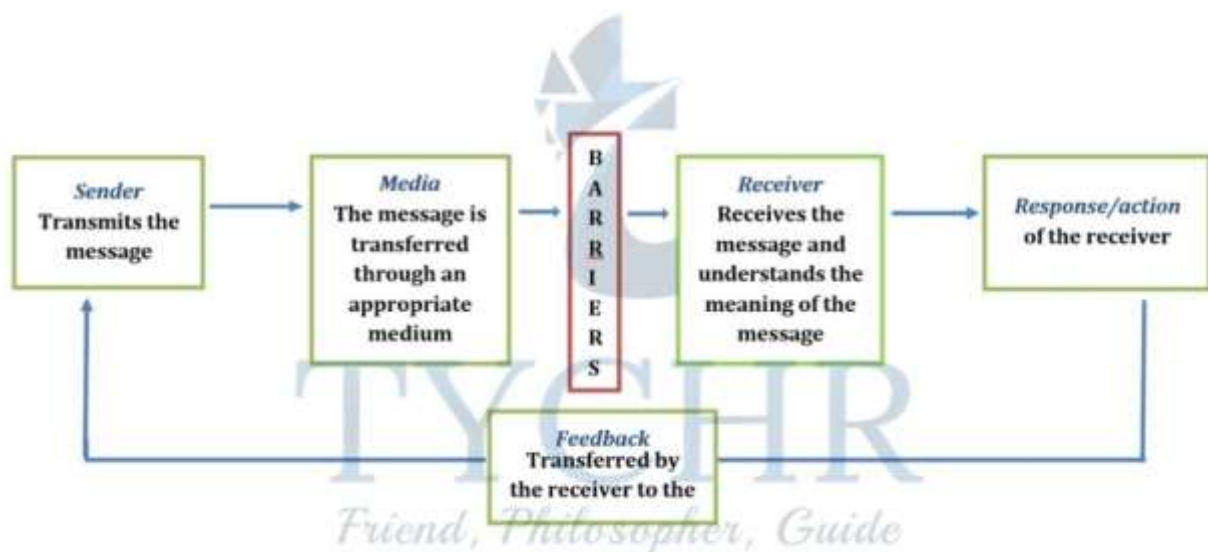 Sender
Transmits the
message
Media
The message is
transferred
through an
appropriate
medium
B
A
R
R
I
E
R
S
Receiver
Receives the
message and
understands the
meaning of the
message
Response/action
of the receiver
Feedback
Transferred by
the receiver to the
TYCHR
Friend, Philosopher, Guide